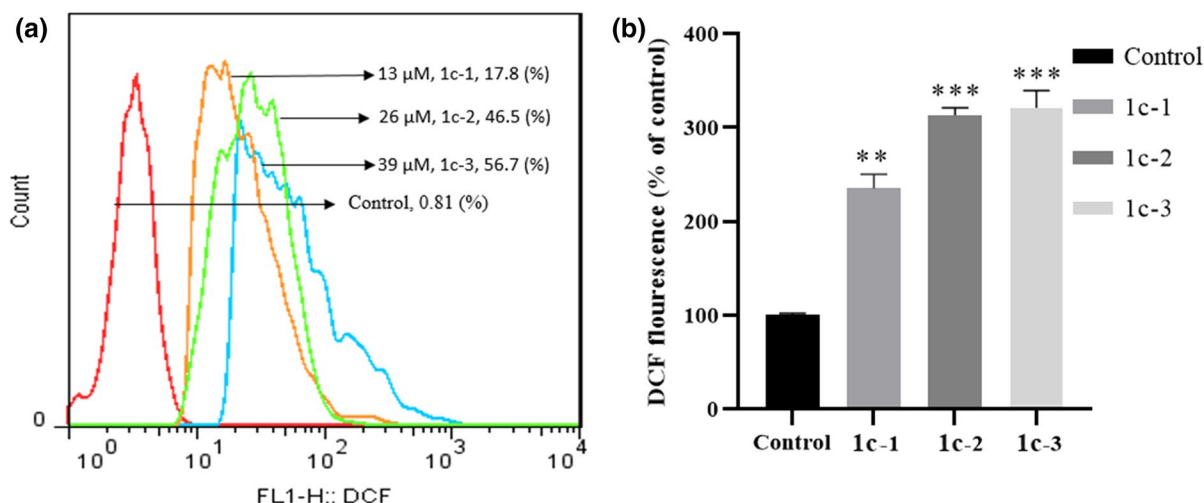 (a)
13 µM, 1c-1, 17.8 (%)
26 µM, 1c-2, 46.5 (%)
39 µM, 1c-3, 56.7 (%)
Control, 0.81 (%)
Count
0
10^0 10^1 10^2 10^3 10^4
FL1-H:: DCF
(b)
DCF flourescence (% of control)
400
300
200
100
0
**
***
***
Control
1c-1
1c-2
1c-3
Control 1c-1 1c-2 1c-3